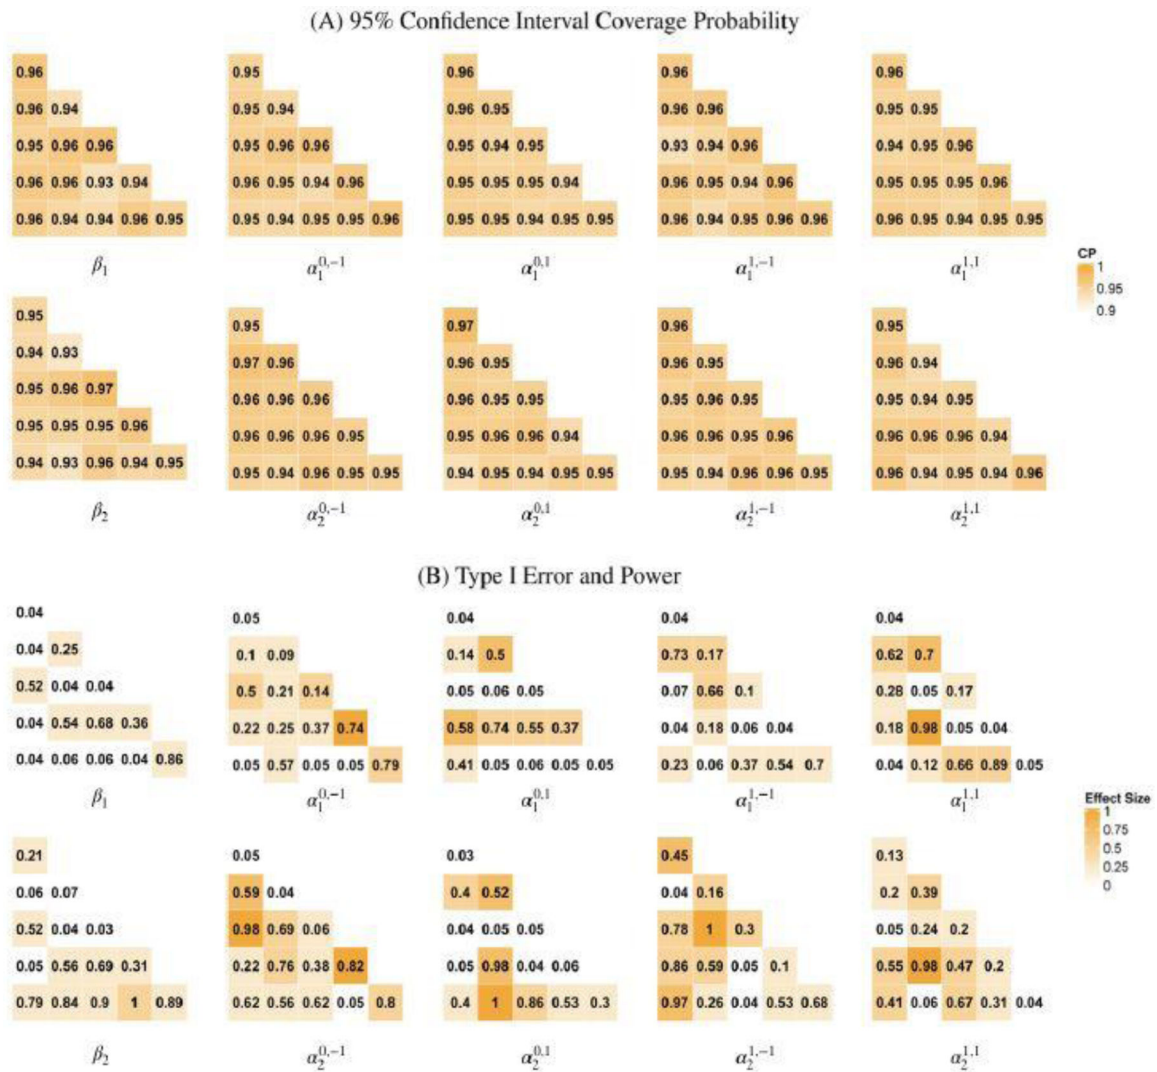 (A) 95% Confidence Interval Coverage Probability
0.96 0.95 0.96 0.96 0.96
0.96 0.94 0.95 0.94 0.96 0.95 0.96 0.96 0.95 0.95
0.95 0.96 0.96 0.95 0.96 0.96 0.95 0.94 0.95 0.93 0.94 0.96 0.94 0.95 0.96
0.96 0.96 0.93 0.94 0.96 0.95 0.94 0.96 0.95 0.95 0.95 0.94 0.96 0.95 0.94 0.96 0.95 0.95 0.95 0.96
0.96 0.94 0.94 0.96 0.95 0.95 0.94 0.95 0.95 0.96 0.95 0.95 0.94 0.95 0.95 0.96 0.94 0.95 0.96 0.96 0.96 0.95 0.94 0.95 0.95
β₁ α₁^{0,−1} α₁^{0,1} α₁^{1,−1} α₁^{1,1}
CP
1
0.95
0.9
0.95 0.95 0.97 0.96 0.95
0.94 0.93 0.97 0.96 0.96 0.95 0.96 0.95 0.96 0.94
0.95 0.96 0.97 0.96 0.96 0.96 0.96 0.95 0.95 0.95 0.96 0.95 0.95 0.94 0.95
0.95 0.95 0.95 0.96 0.96 0.96 0.96 0.95 0.95 0.96 0.96 0.94 0.96 0.96 0.95 0.96 0.96 0.96 0.96 0.94
0.94 0.93 0.96 0.94 0.95 0.95 0.94 0.96 0.95 0.95 0.94 0.95 0.94 0.95 0.95 0.95 0.94 0.96 0.96 0.95 0.96 0.94 0.95 0.94 0.96
β₂ α₂^{0,−1} α₂^{0,1} α₂^{1,−1} α₂^{1,1}
(B) Type I Error and Power
0.04 0.05 0.04 0.04 0.04
0.04 0.25 0.1 0.09 0.14 0.5 0.73 0.17 0.62 0.7
0.52 0.04 0.04 0.5 0.21 0.14 0.05 0.06 0.05 0.07 0.66 0.1 0.28 0.05 0.17
0.04 0.54 0.68 0.36 0.22 0.25 0.37 0.74 0.58 0.74 0.55 0.37 0.04 0.18 0.06 0.04 0.18 0.98 0.05 0.04
0.04 0.06 0.06 0.04 0.86 0.05 0.57 0.05 0.05 0.79 0.41 0.05 0.06 0.05 0.05 0.23 0.06 0.37 0.54 0.7 0.04 0.12 0.66 0.89 0.05
β₁ α₁^{0,−1} α₁^{0,1} α₁^{1,−1} α₁^{1,1}
Effect Size
1
0.75
0.5
0.25
0
0.21 0.05 0.03 0.45 0.13
0.06 0.07 0.59 0.04 0.4 0.52 0.04 0.16 0.2 0.39
0.52 0.04 0.03 0.98 0.69 0.06 0.04 0.05 0.05 0.78 1 0.3 0.05 0.24 0.2
0.05 0.56 0.69 0.31 0.22 0.76 0.38 0.82 0.05 0.98 0.04 0.06 0.86 0.59 0.05 0.1 0.55 0.98 0.47 0.2
0.79 0.84 0.9 1 0.89 0.62 0.56 0.62 0.05 0.8 0.4 1 0.86 0.53 0.3 0.97 0.26 0.04 0.53 0.68 0.41 0.06 0.67 0.31 0.04
β₂ α₂^{0,−1} α₂^{0,1} α₂^{1,−1} α₂^{1,1}